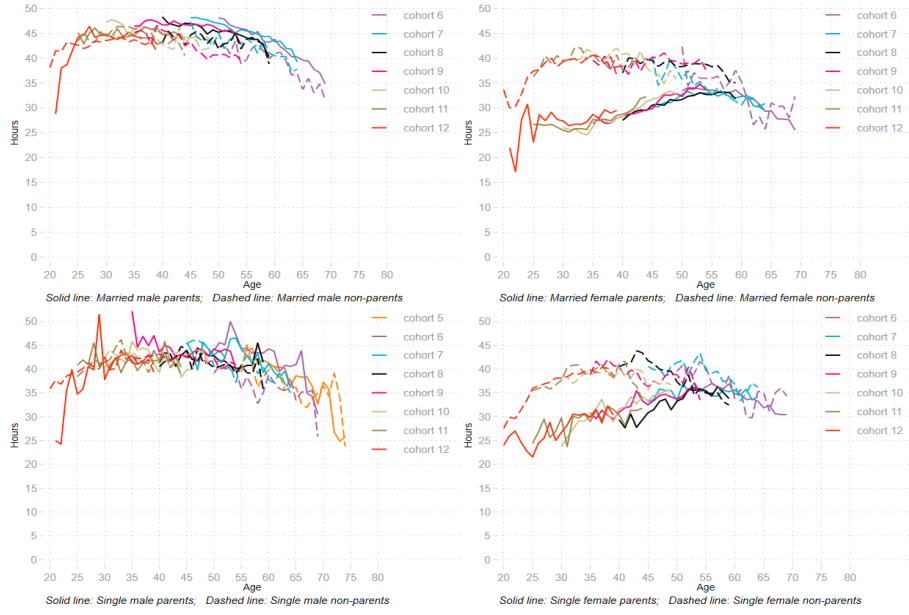 50
45
40
35
30
25
20
15
10
5
0
Hours
20 25 30 35 40 45 50 55 60 65 70 75 80
Age
cohort 6
cohort 7
cohort 8
cohort 9
cohort 10
cohort 11
cohort 12
Solid line: Married male parents; Dashed line: Married male non-parents
50
45
40
35
30
25
20
15
10
5
0
Hours
20 25 30 35 40 45 50 55 60 65 70 75 80
Age
cohort 6
cohort 7
cohort 8
cohort 9
cohort 10
cohort 11
cohort 12
Solid line: Married female parents; Dashed line: Married female non-parents
50
45
40
35
30
25
20
15
10
5
0
Hours
20 25 30 35 40 45 50 55 60 65 70 75 80
Age
cohort 5
cohort 6
cohort 7
cohort 8
cohort 9
cohort 10
cohort 11
cohort 12
Solid line: Single male parents; Dashed line: Single male non-parents
50
45
40
35
30
25
20
15
10
5
0
Hours
20 25 30 35 40 45 50 55 60 65 70 75 80
Age
cohort 6
cohort 7
cohort 8
cohort 9
cohort 10
cohort 11
cohort 12
Solid line: Single female parents; Dashed line: Single female non-parents